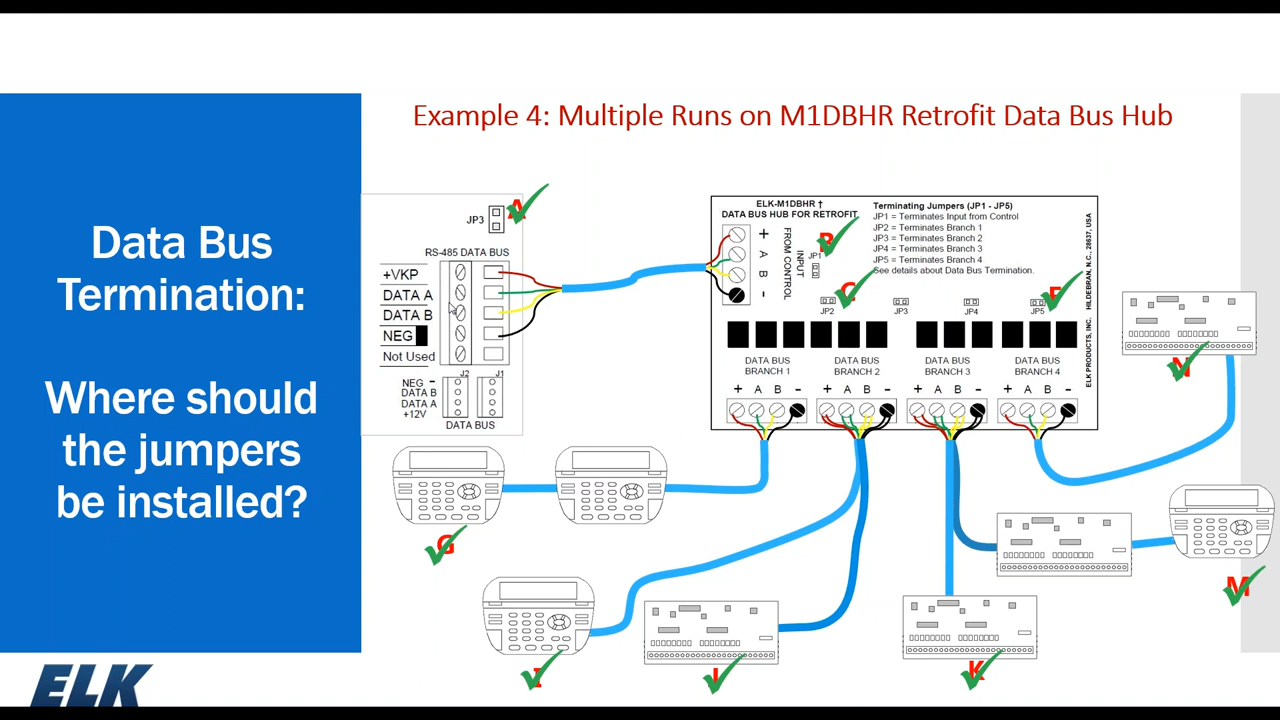 Example 4: Multiple Runs on M1DBHR Retrofit Data Bus Hub
Data Bus
Termination:
Where should
the jumpers
be installed?
ELK
JP3
A
RS-485 DATA BUS
+VKP
DATA A
DATA B
NEG
Not Used
J2
J1
NEG -
DATA B
DATA A
+12V
DATA BUS
ELK-M1DBHR †
DATA BUS HUB FOR RETROFIT
+
A
B
-
FROM CONTROL
INPUT
JP1
Terminating Jumpers (JP1 - JP5)
JP1 = Terminates Input from Control
JP2 = Terminates Branch 1
JP3 = Terminates Branch 2
JP4 = Terminates Branch 3
JP5 = Terminates Branch 4
See details about Data Bus Termination.
ELK PRODUCTS, INC. HILDEBRAN, N.C., 28637, USA
JP2
C
JP3
JP4
JP5
DATA BUS
BRANCH 1
DATA BUS
BRANCH 2
DATA BUS
BRANCH 3
DATA BUS
BRANCH 4
+ A B -
+ A B -
+ A B -
+ A B -
N
G
M
K